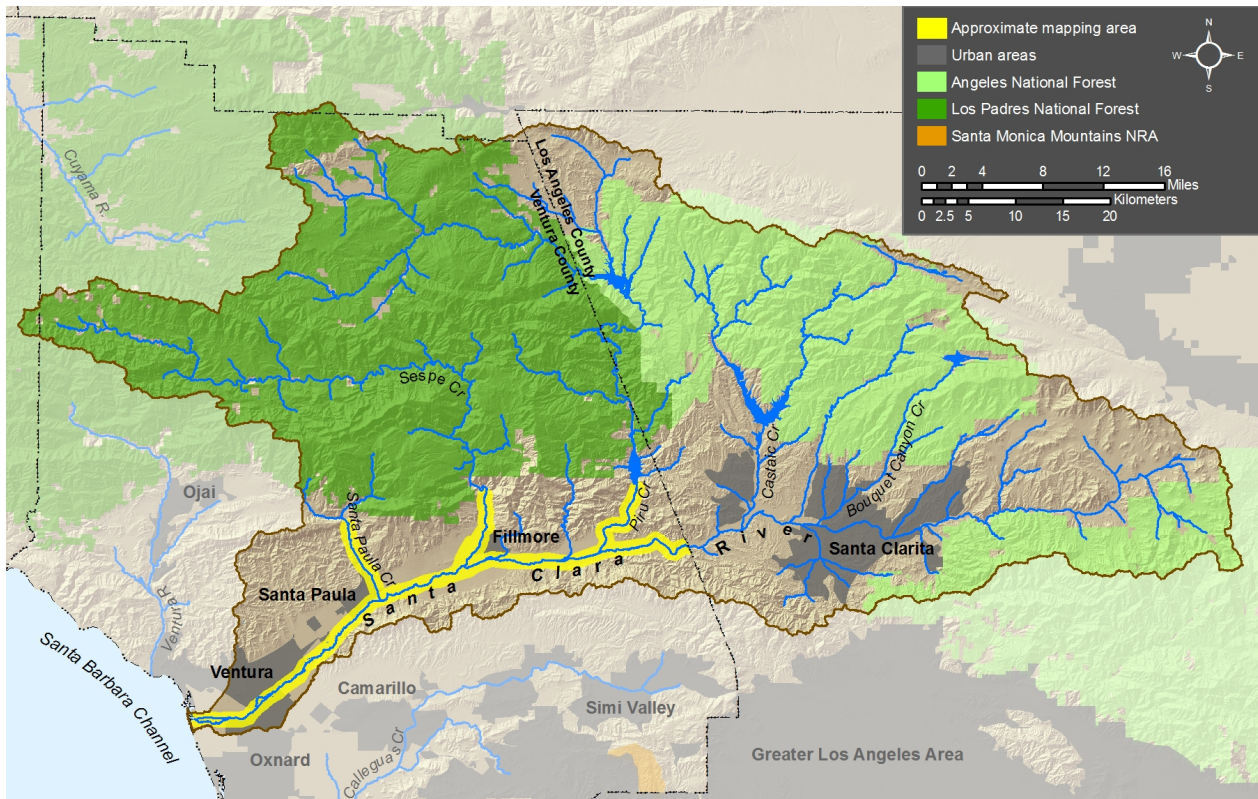 Approximate mapping area
Urban areas
Angeles National Forest
Los Padres National Forest
Santa Monica Mountains NRA
N
W E
S
0 2 4 8 12 16
Miles
Kilometers
0 2.5 5 10 15 20
Cuyama R.
Los Angeles County
Ventura County
Sespe Cr
Castaic Cr
Bouquet Canyon Cr
Piru Cr
Santa Paula Cr
Ojai
Fillmore
Santa Clara River
Santa Clarita
Santa Paula
Ventura R.
Santa Barbara Channel
Ventura
Camarillo
Simi Valley
Oxnard
Calleguas Cr
Greater Los Angeles Area